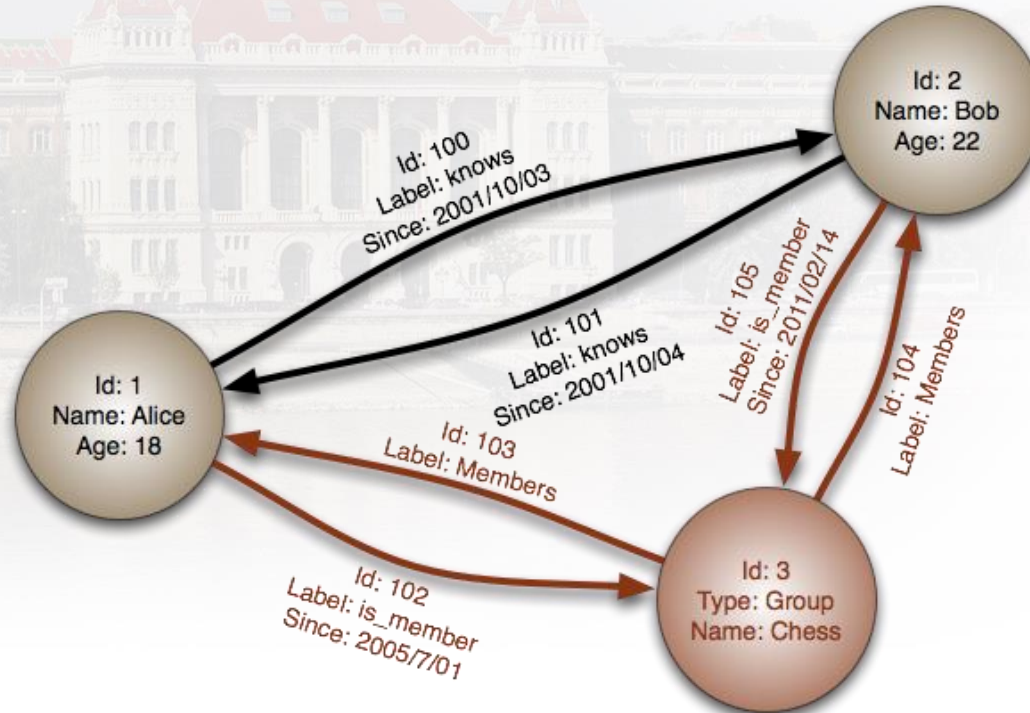 Id: 2
Name: Bob
Age: 22
Id: 100
Label: knows
Since: 2001/10/03
Id: 101
Label: knows
Since: 2001/10/04
Id: 105
Label: is_member
Since: 2011/02/14
Id: 104
Label: Members
Id: 1
Name: Alice
Age: 18
Id: 103
Label: Members
Id: 102
Label: is_member
Since: 2005/7/01
Id: 3
Type: Group
Name: Chess